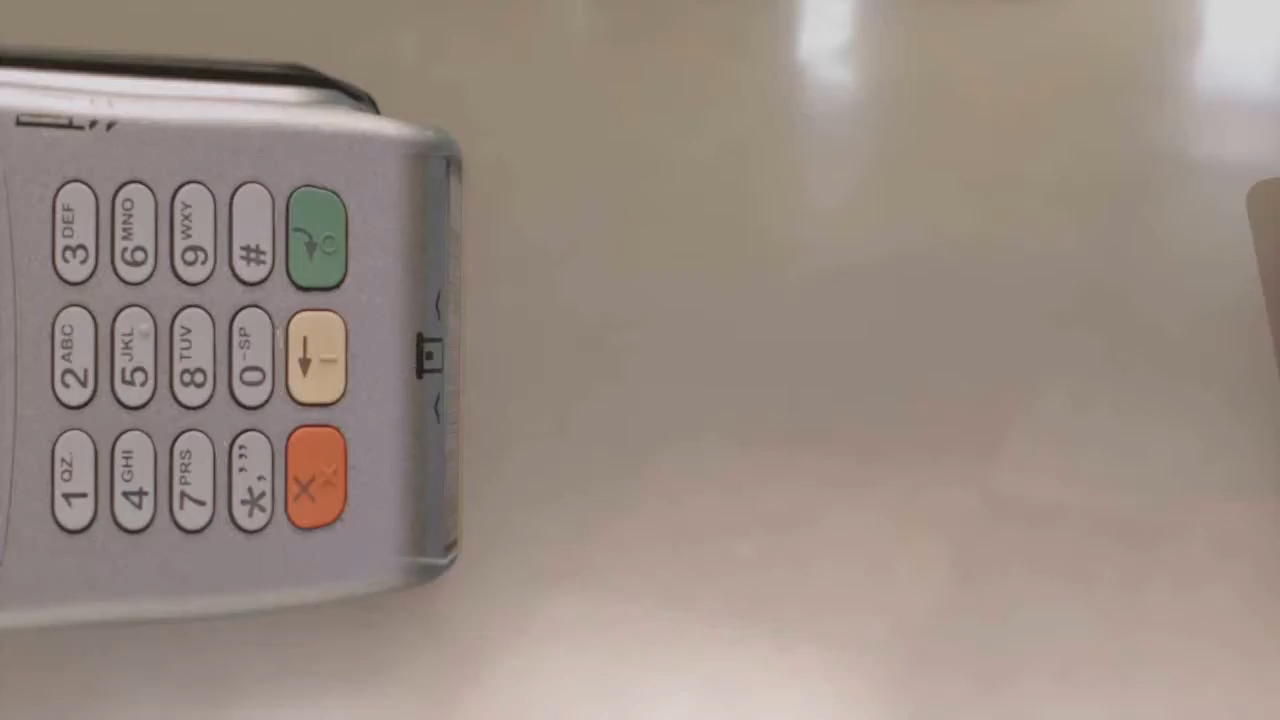 1 QZ. 2 ABC 3 DEF
4 GHI 5 JKL 6 MNO
7 PRS 8 TUV 9 WXY
*,'" 0 -SP #